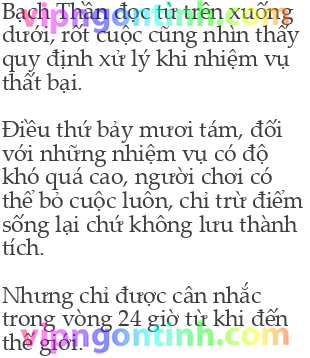 Bạch Thần đọc từ trên xuống
dưới, rốt cuộc cũng nhìn thấy
quy định xử lý khi nhiệm vụ
thất bại.

Điều thứ bảy mươi tám, đối
với những nhiệm vụ có độ
khó quá cao, người chơi có
thể bỏ cuộc luôn, chỉ trừ điểm
sống lại chứ không lưu thành
tích.

Nhưng chỉ được cân nhắc
trong vòng 24 giờ từ khi đến
thế giới.
vipngontinh.com
vipngontinh.com